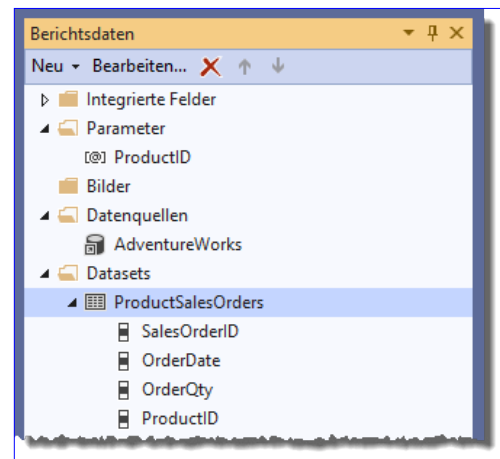 Berichtsdaten
Neu Bearbeiten...
Integrierte Felder
Parameter
[@] ProductID
Bilder
Datenquellen
AdventureWorks
Datasets
ProductSalesOrders
SalesOrderID
OrderDate
OrderQty
ProductID